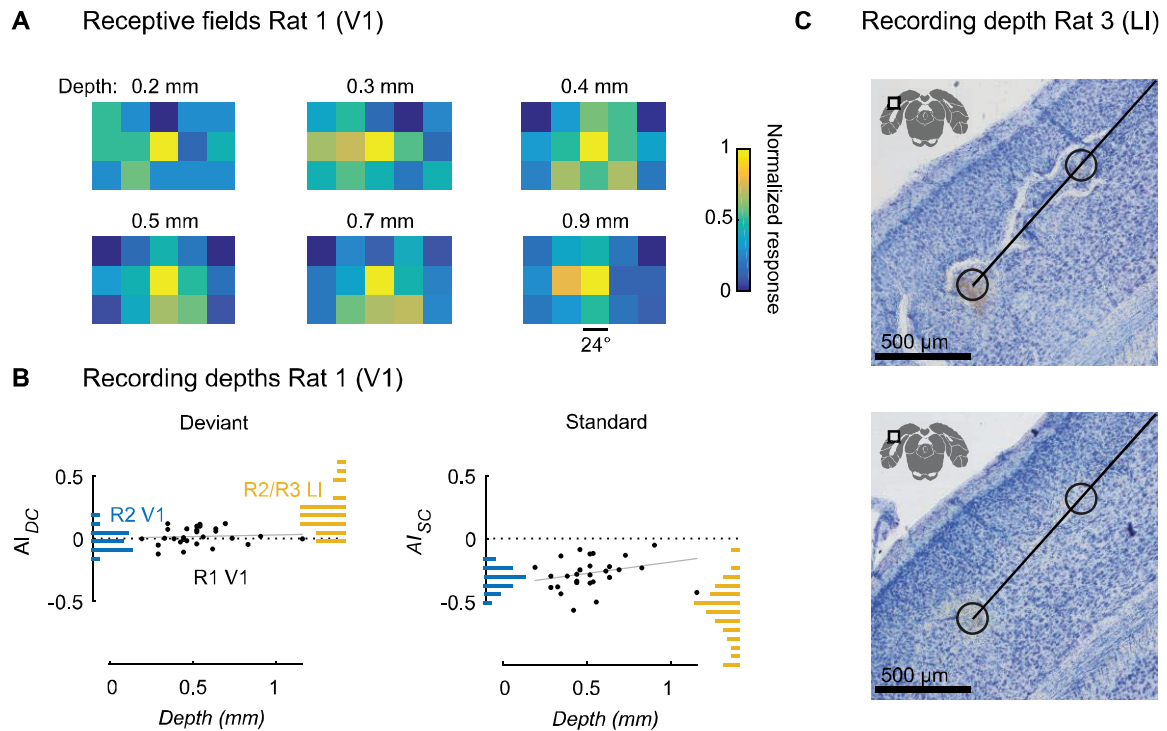 A Receptive fields Rat 1 (V1)
Depth: 0.2 mm 0.3 mm 0.4 mm
0.5 mm 0.7 mm 0.9 mm
24°
1
0.5
0
Normalized response
B Recording depths Rat 1 (V1)
Deviant
0.5
0
-0.5
AI DC
R2 V1
R2/R3 LI
R1 V1
0 0.5 1
Depth (mm)
Standard
0.5
0
-0.5
AI SC
0 0.5 1
Depth (mm)
C Recording depth Rat 3 (LI)
500 µm
500 µm